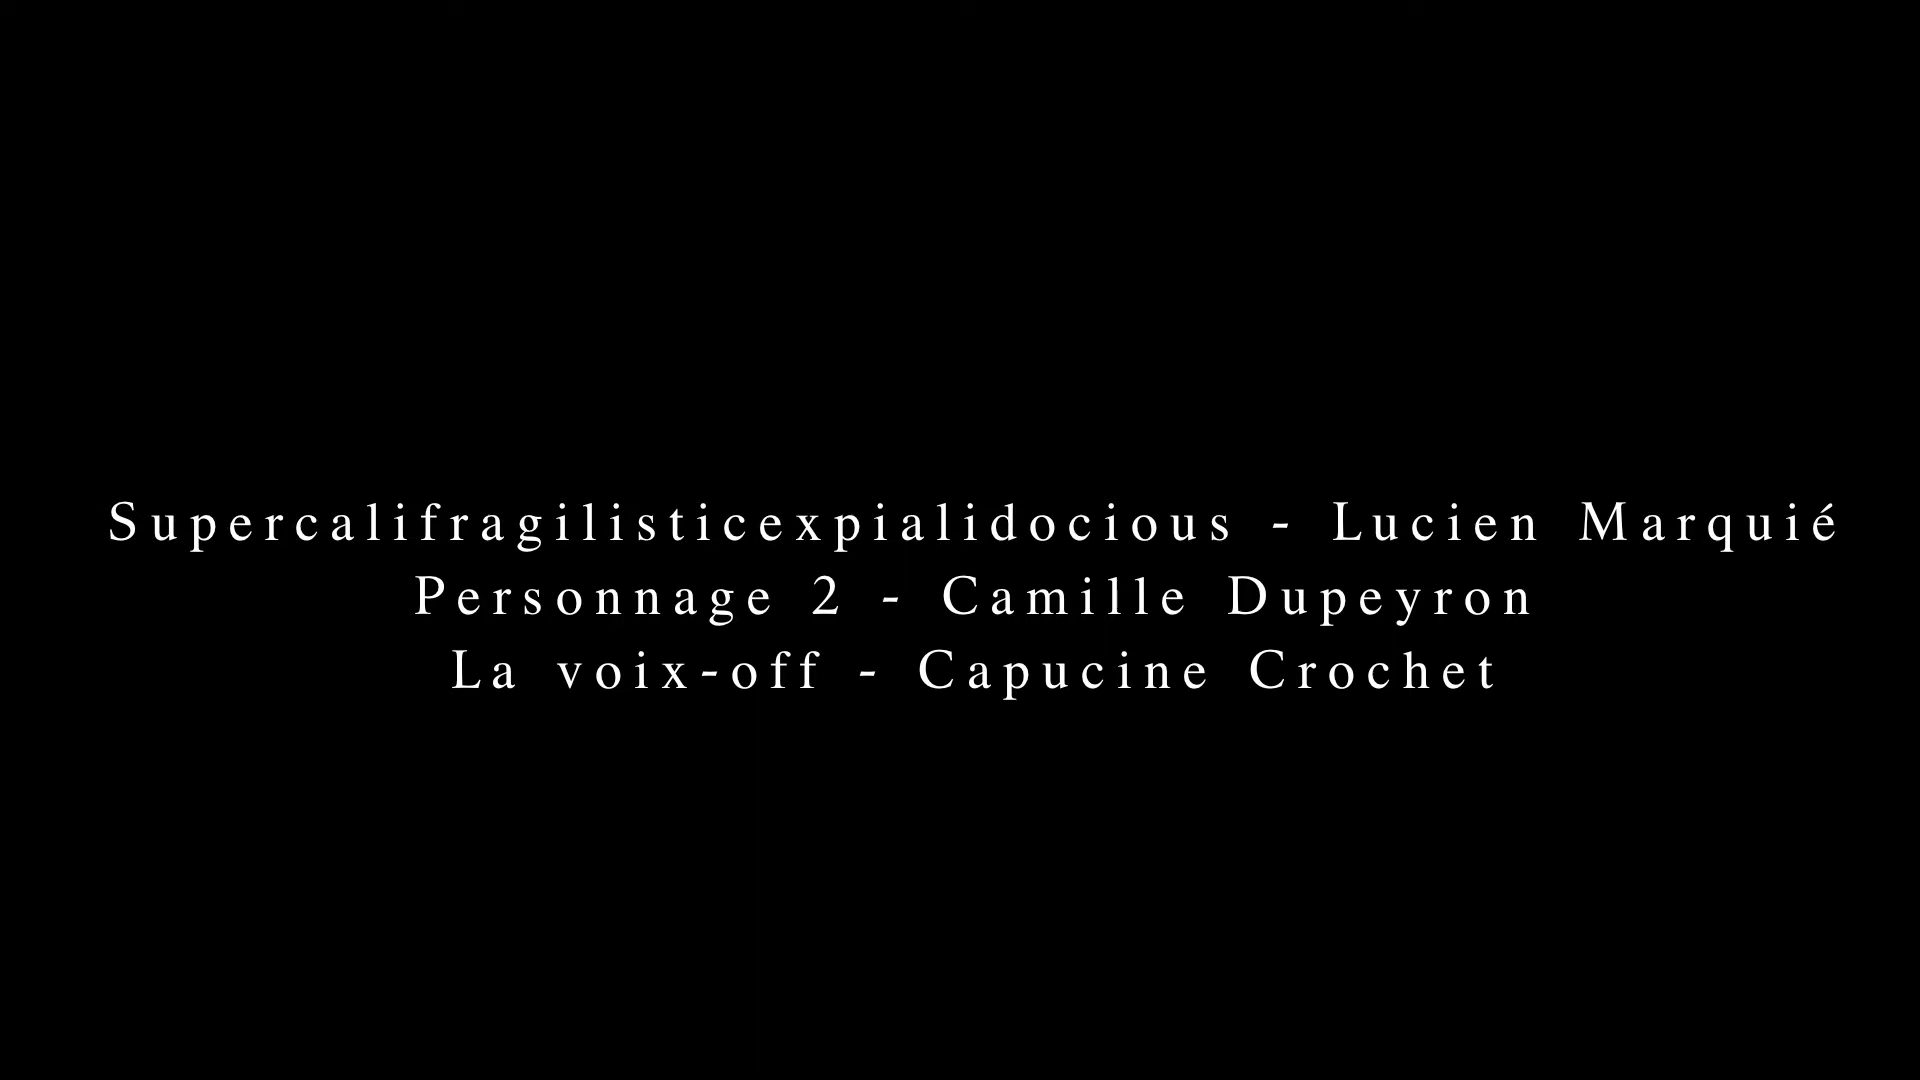 Supercalifragilisticexpialidocious - Lucien Marquié
Personnage 2 - Camille Dupeyron
La voix-off - Capucine Crochet